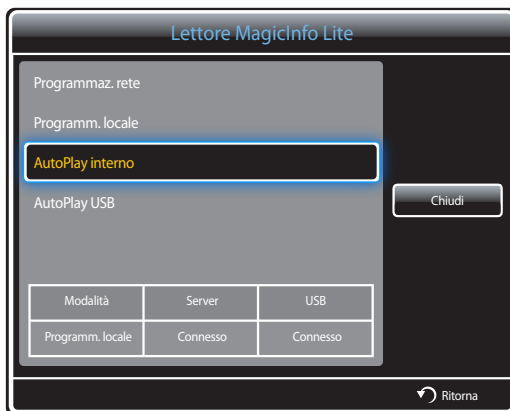 Lettore MagicInfo Lite
Programmaz. rete
Programm. locale
AutoPlay interno
AutoPlay USB
Chiudi
Modalità Server USB
Programm. locale Connesso Connesso
Ritorna